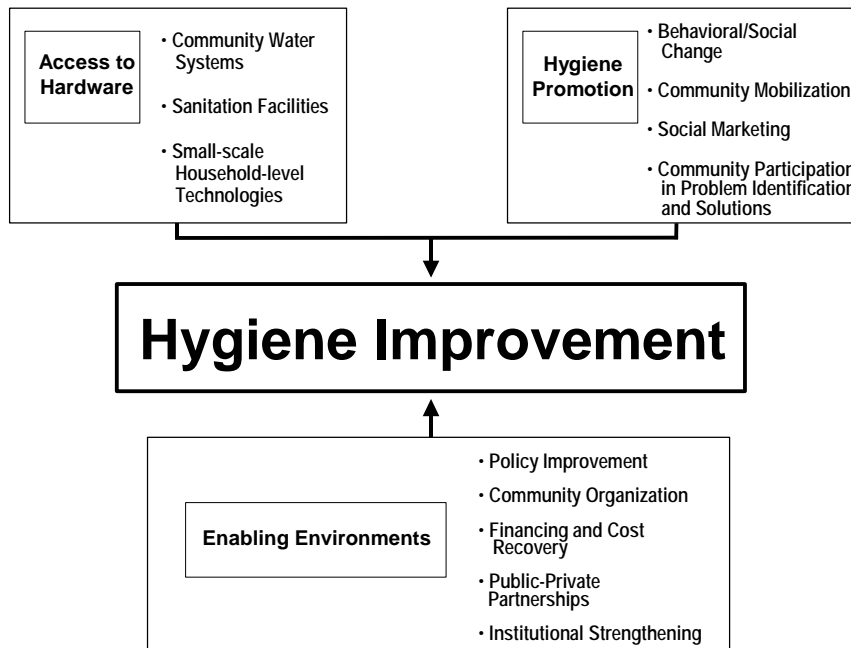 Access to
Hardware
· Community Water
Systems
· Sanitation Facilities
· Small-scale
Household-level
Technologies
Hygiene
Promotion
· Behavioral/Social
Change
· Community Mobilization
· Social Marketing
· Community Participation
in Problem Identification
and Solutions
Hygiene Improvement
Enabling Environments
· Policy Improvement
· Community Organization
· Financing and Cost
Recovery
· Public-Private
Partnerships
· Institutional Strengthening